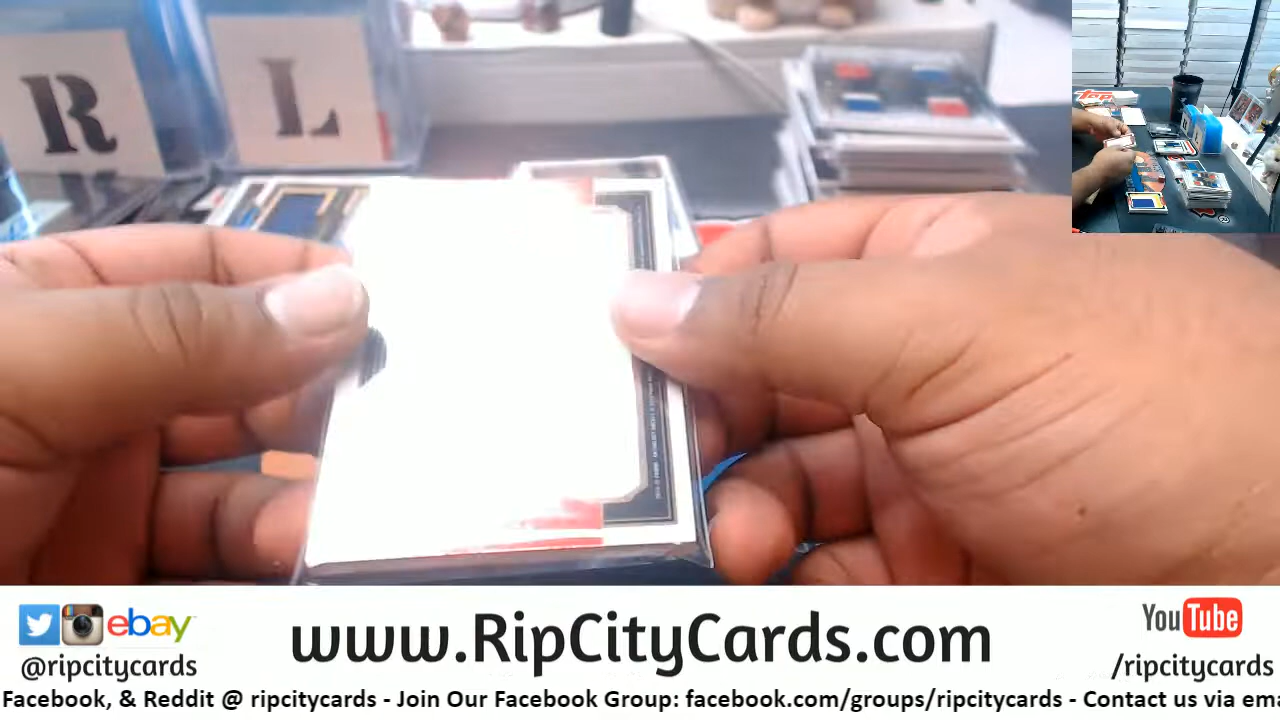 R
L
ebay
@ripcitycards
www.RipCityCards.com
YouTube
/ripcitycards
Facebook, & Reddit @ ripcitycards - Join Our Facebook Group: facebook.com/groups/ripcitycards - Contact us via ema